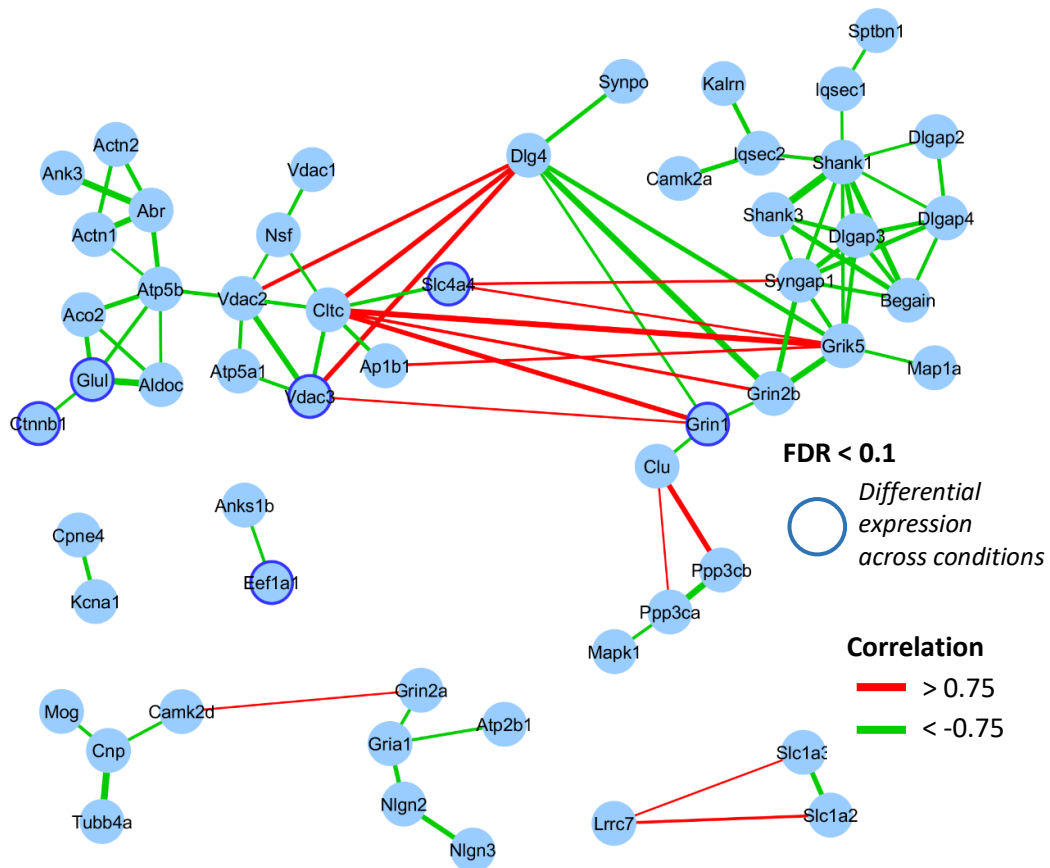 Sptbn1
Synpo
Kalrn
Iqsec1
Actn2
Dlgap2
Vdac1
Dlg4
Iqsec2
Shank1
Ank3
Camk2a
Abr
Shank3
Dlgap4
Actn1
Nsf
Dlgap3
Atp5b
Slc4a4
Syngap1
Vdac2
Begain
Aco2
Cltc
Grik5
Ap1b1
Map1a
Glul
Aldoc
Atp5a1
Vdac3
Grin2b
Ctnnb1
Grin1
FDR < 0.1
Clu
Differential
expression
across conditions
Anks1b
Cpne4
Ppp3cb
Eef1a1
Kcna1
Ppp3ca
Mapk1
Correlation
> 0.75
< -0.75
Grin2a
Mog
Camk2d
Atp2b1
Cnp
Gria1
Slc1a3
Nlgn2
Tubb4a
Lrrc7
Slc1a2
Nlgn3